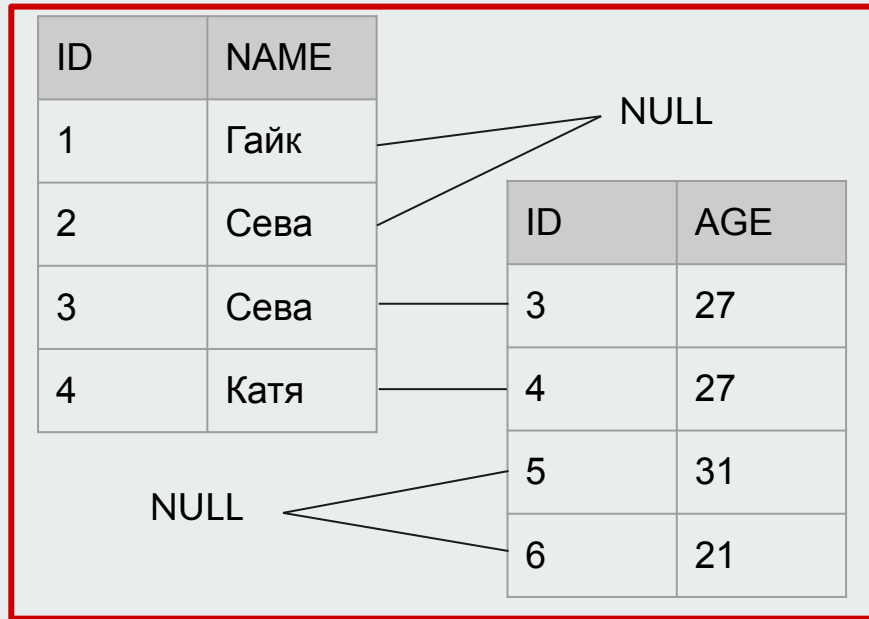 ID NAME
1 Гайк
2 Сева
3 Сева
4 Катя
NULL
ID AGE
3 27
4 27
5 31
6 21
NULL